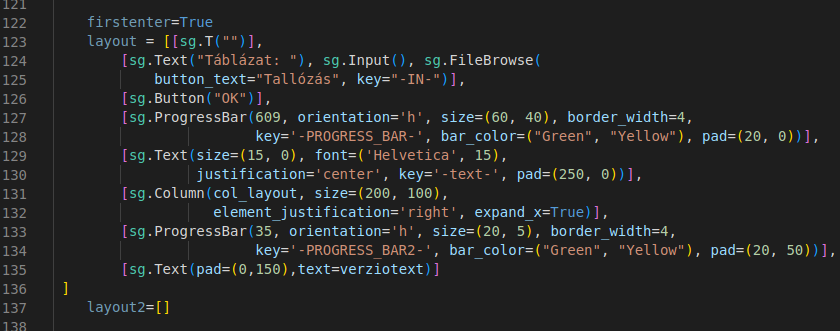 121
122 firstenter=True
123 layout = [[sg.T("")],
124 [sg.Text("Táblázat: "), sg.Input(), sg.FileBrowse(
125 button_text="Tallózás", key="-IN-")],
126 [sg.Button("OK")],
127 [sg.ProgressBar(609, orientation='h', size=(60, 40), border_width=4,
128 key='-PROGRESS_BAR-', bar_color=("Green", "Yellow"), pad=(20, 0))],
129 [sg.Text(size=(15, 0), font=('Helvetica', 15),
130 justification='center', key='-text-', pad=(250, 0))],
131 [sg.Column(col_layout, size=(200, 100),
132 element_justification='right', expand_x=True)],
133 [sg.ProgressBar(35, orientation='h', size=(20, 5), border_width=4,
134 key='-PROGRESS_BAR2-', bar_color=("Green", "Yellow"), pad=(20, 50))],
135 [sg.Text(pad=(0,150),text=verziotext)]
136 ]
137 layout2=[]
138